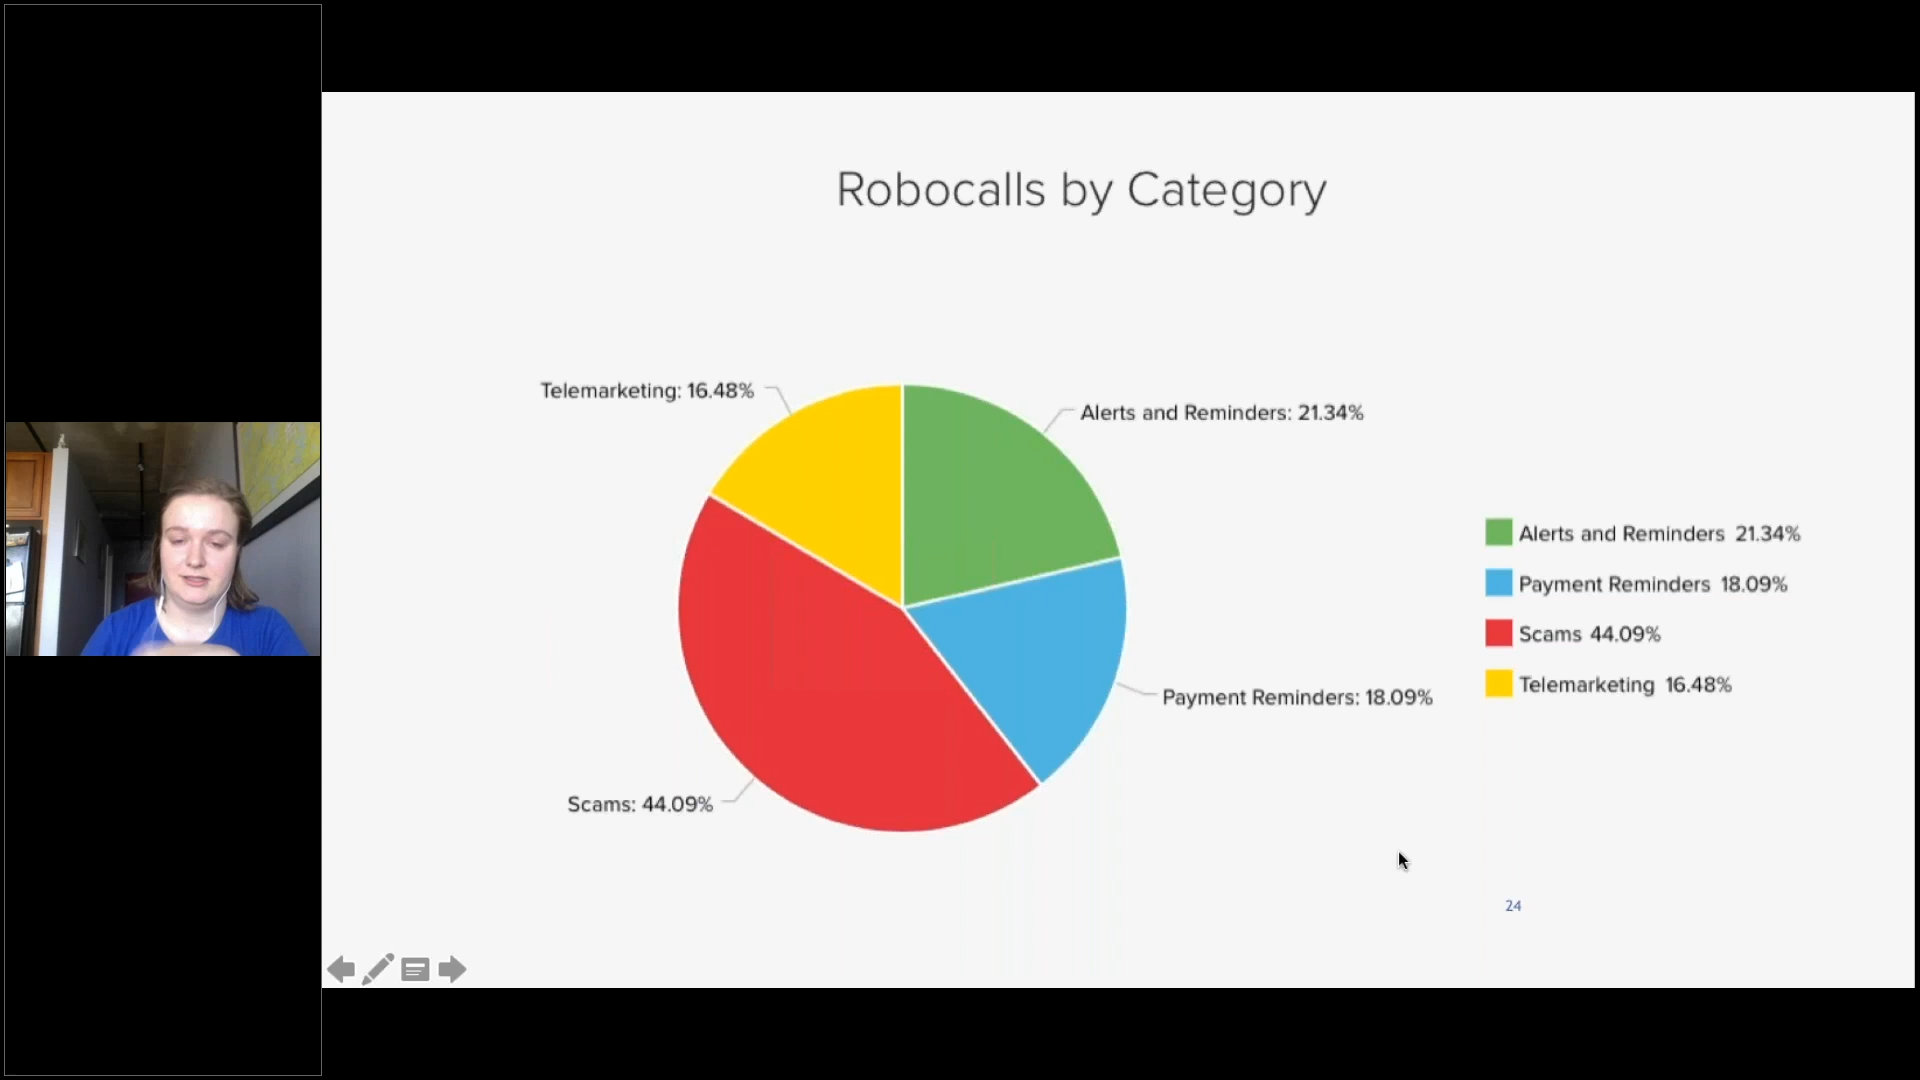 Robocalls by Category
Telemarketing: 16.48%
Alerts and Reminders: 21.34%
Payment Reminders: 18.09%
Scams: 44.09%
Alerts and Reminders 21.34%
Payment Reminders 18.09%
Scams 44.09%
Telemarketing 16.48%
24